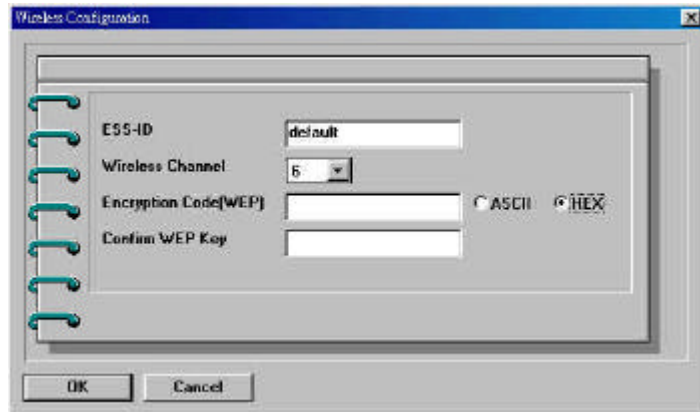 Wireless Configuration
ESS-ID
default
Wireless Channel
6
Encryption Code(WEP)
ASCII
HEX
Confirm WEP Key
OK
Cancel